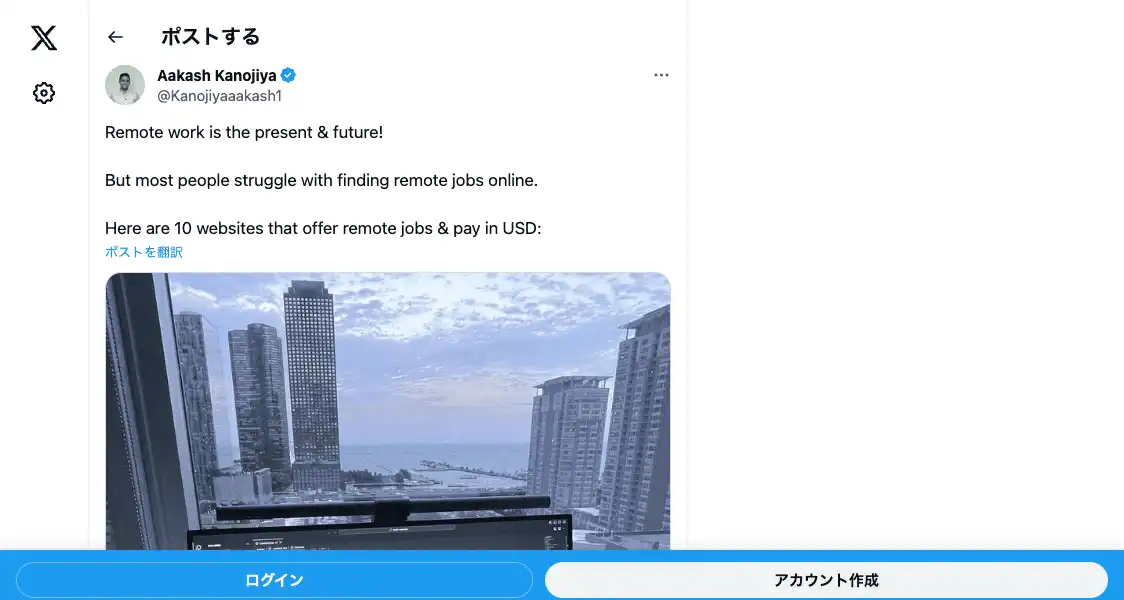 ポストする
Aakash Kanojiya
@Kanojiyaaakash1
Remote work is the present & future!
But most people struggle with finding remote jobs online.
Here are 10 websites that offer remote jobs & pay in USD:
ポストを翻訳
ログイン
アカウント作成